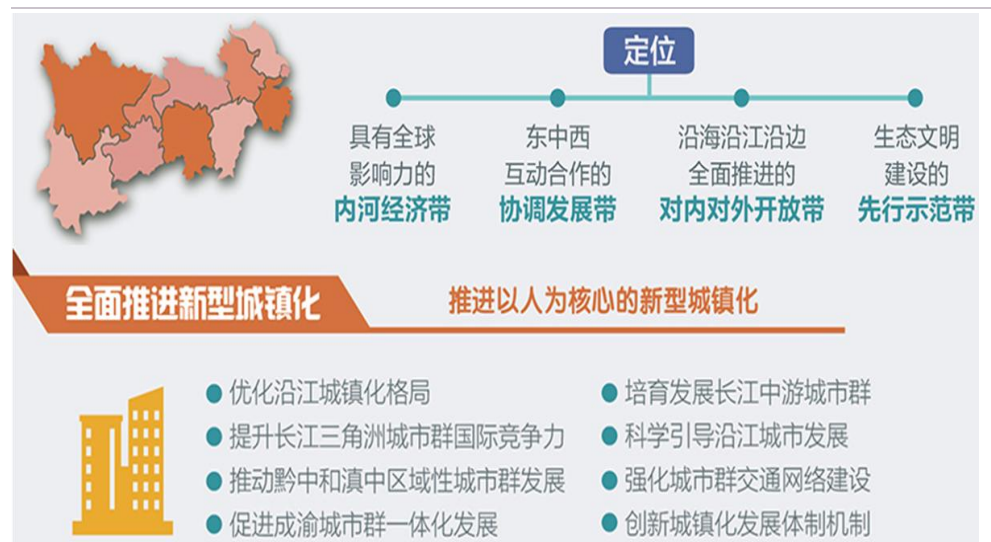 定位
具有全球
影响力的
内河经济带
东中西
互动合作的
协调发展带
沿海沿江沿边
全面推进的
对内对外开放带
生态文明
建设的
先行示范带
全面推进新型城镇化
推进以人为核心的新型城镇化
优化沿江城镇化格局
提升长江三角洲城市群国际竞争力
推动黔中和滇中区域性城市群发展
促进成渝城市群一体化发展
培育发展长江中游城市群
科学引导沿江城市发展
强化城市群交通网络建设
创新城镇化发展体制机制